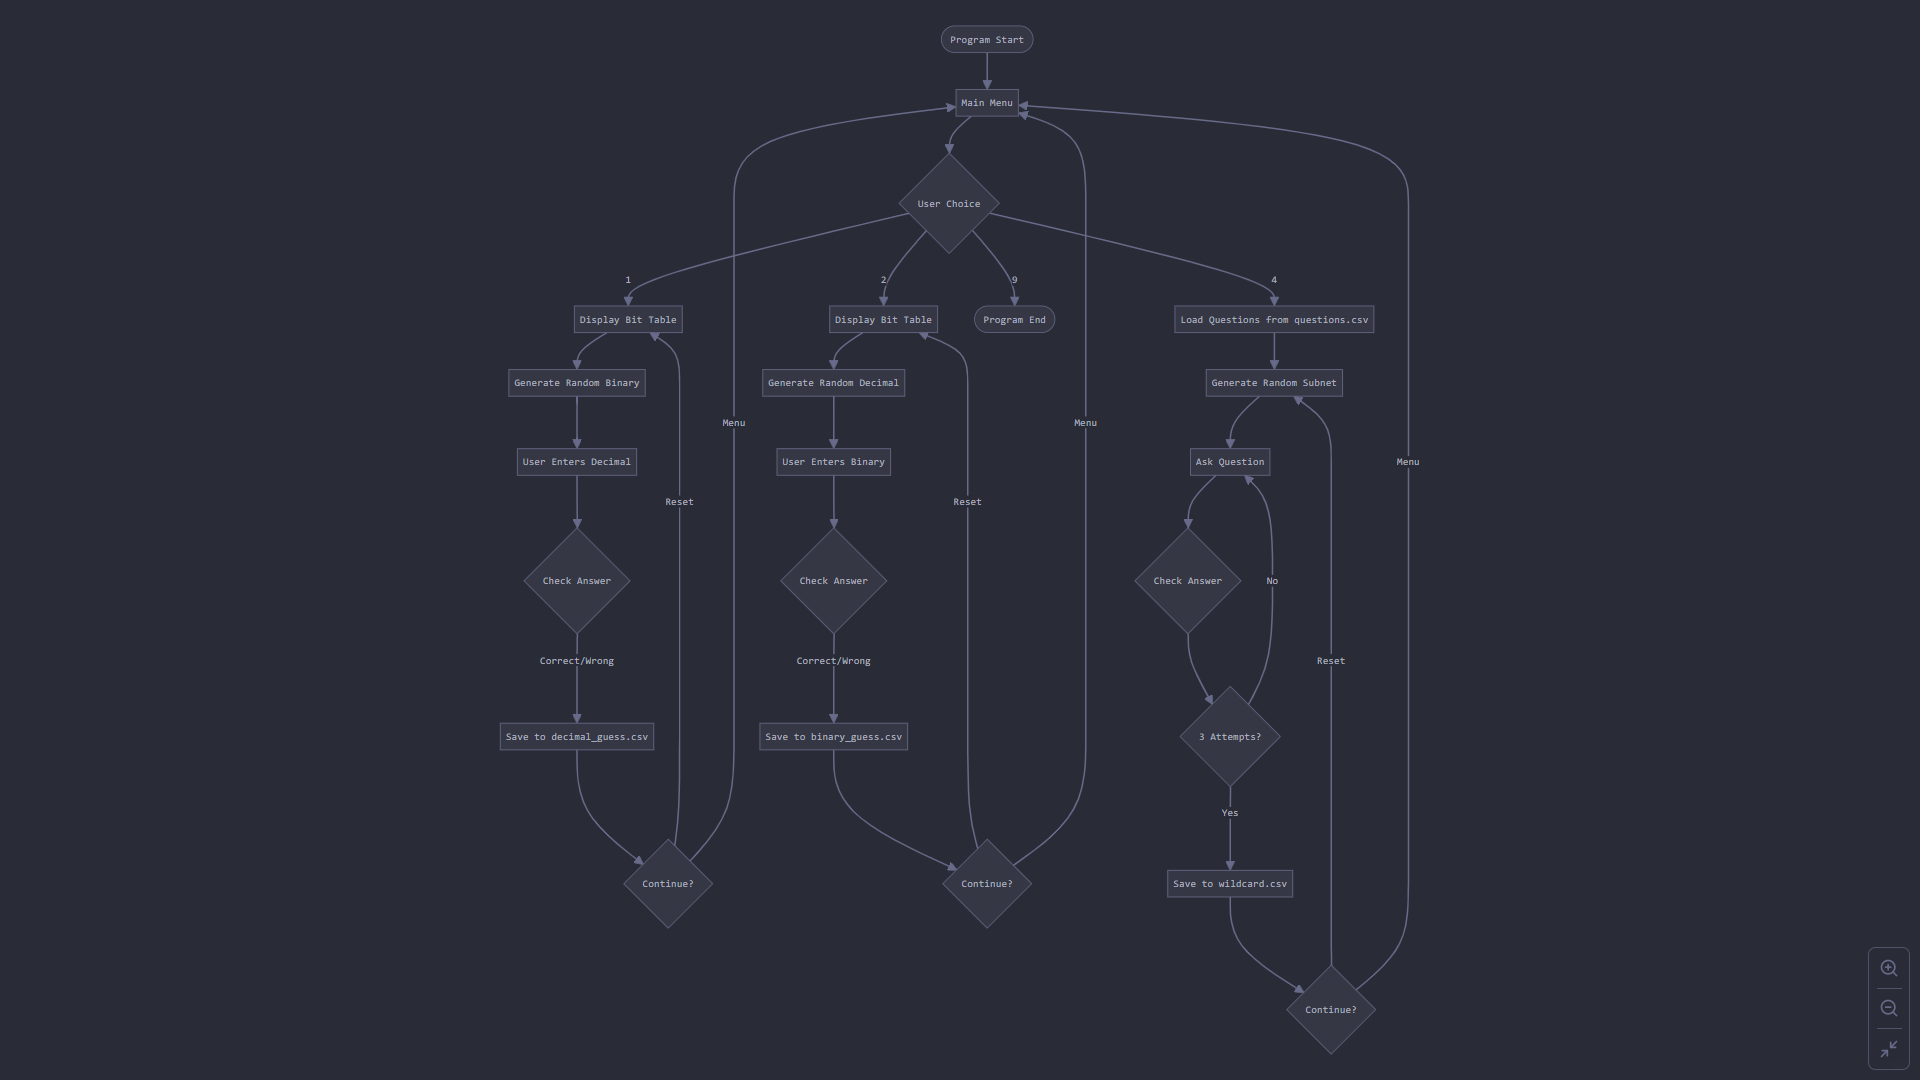 Program Start
Main Menu
User Choice
1
2
9
4
Display Bit Table
Display Bit Table
Program End
Load Questions from questions.csv
Generate Random Binary
Generate Random Decimal
Generate Random Subnet
Menu
Menu
User Enters Decimal
User Enters Binary
Ask Question
Menu
Reset
Reset
Check Answer
Check Answer
Check Answer
No
Correct/Wrong
Correct/Wrong
Reset
Save to decimal_guess.csv
Save to binary_guess.csv
3 Attempts?
Yes
Continue?
Continue?
Save to wildcard.csv
Continue?